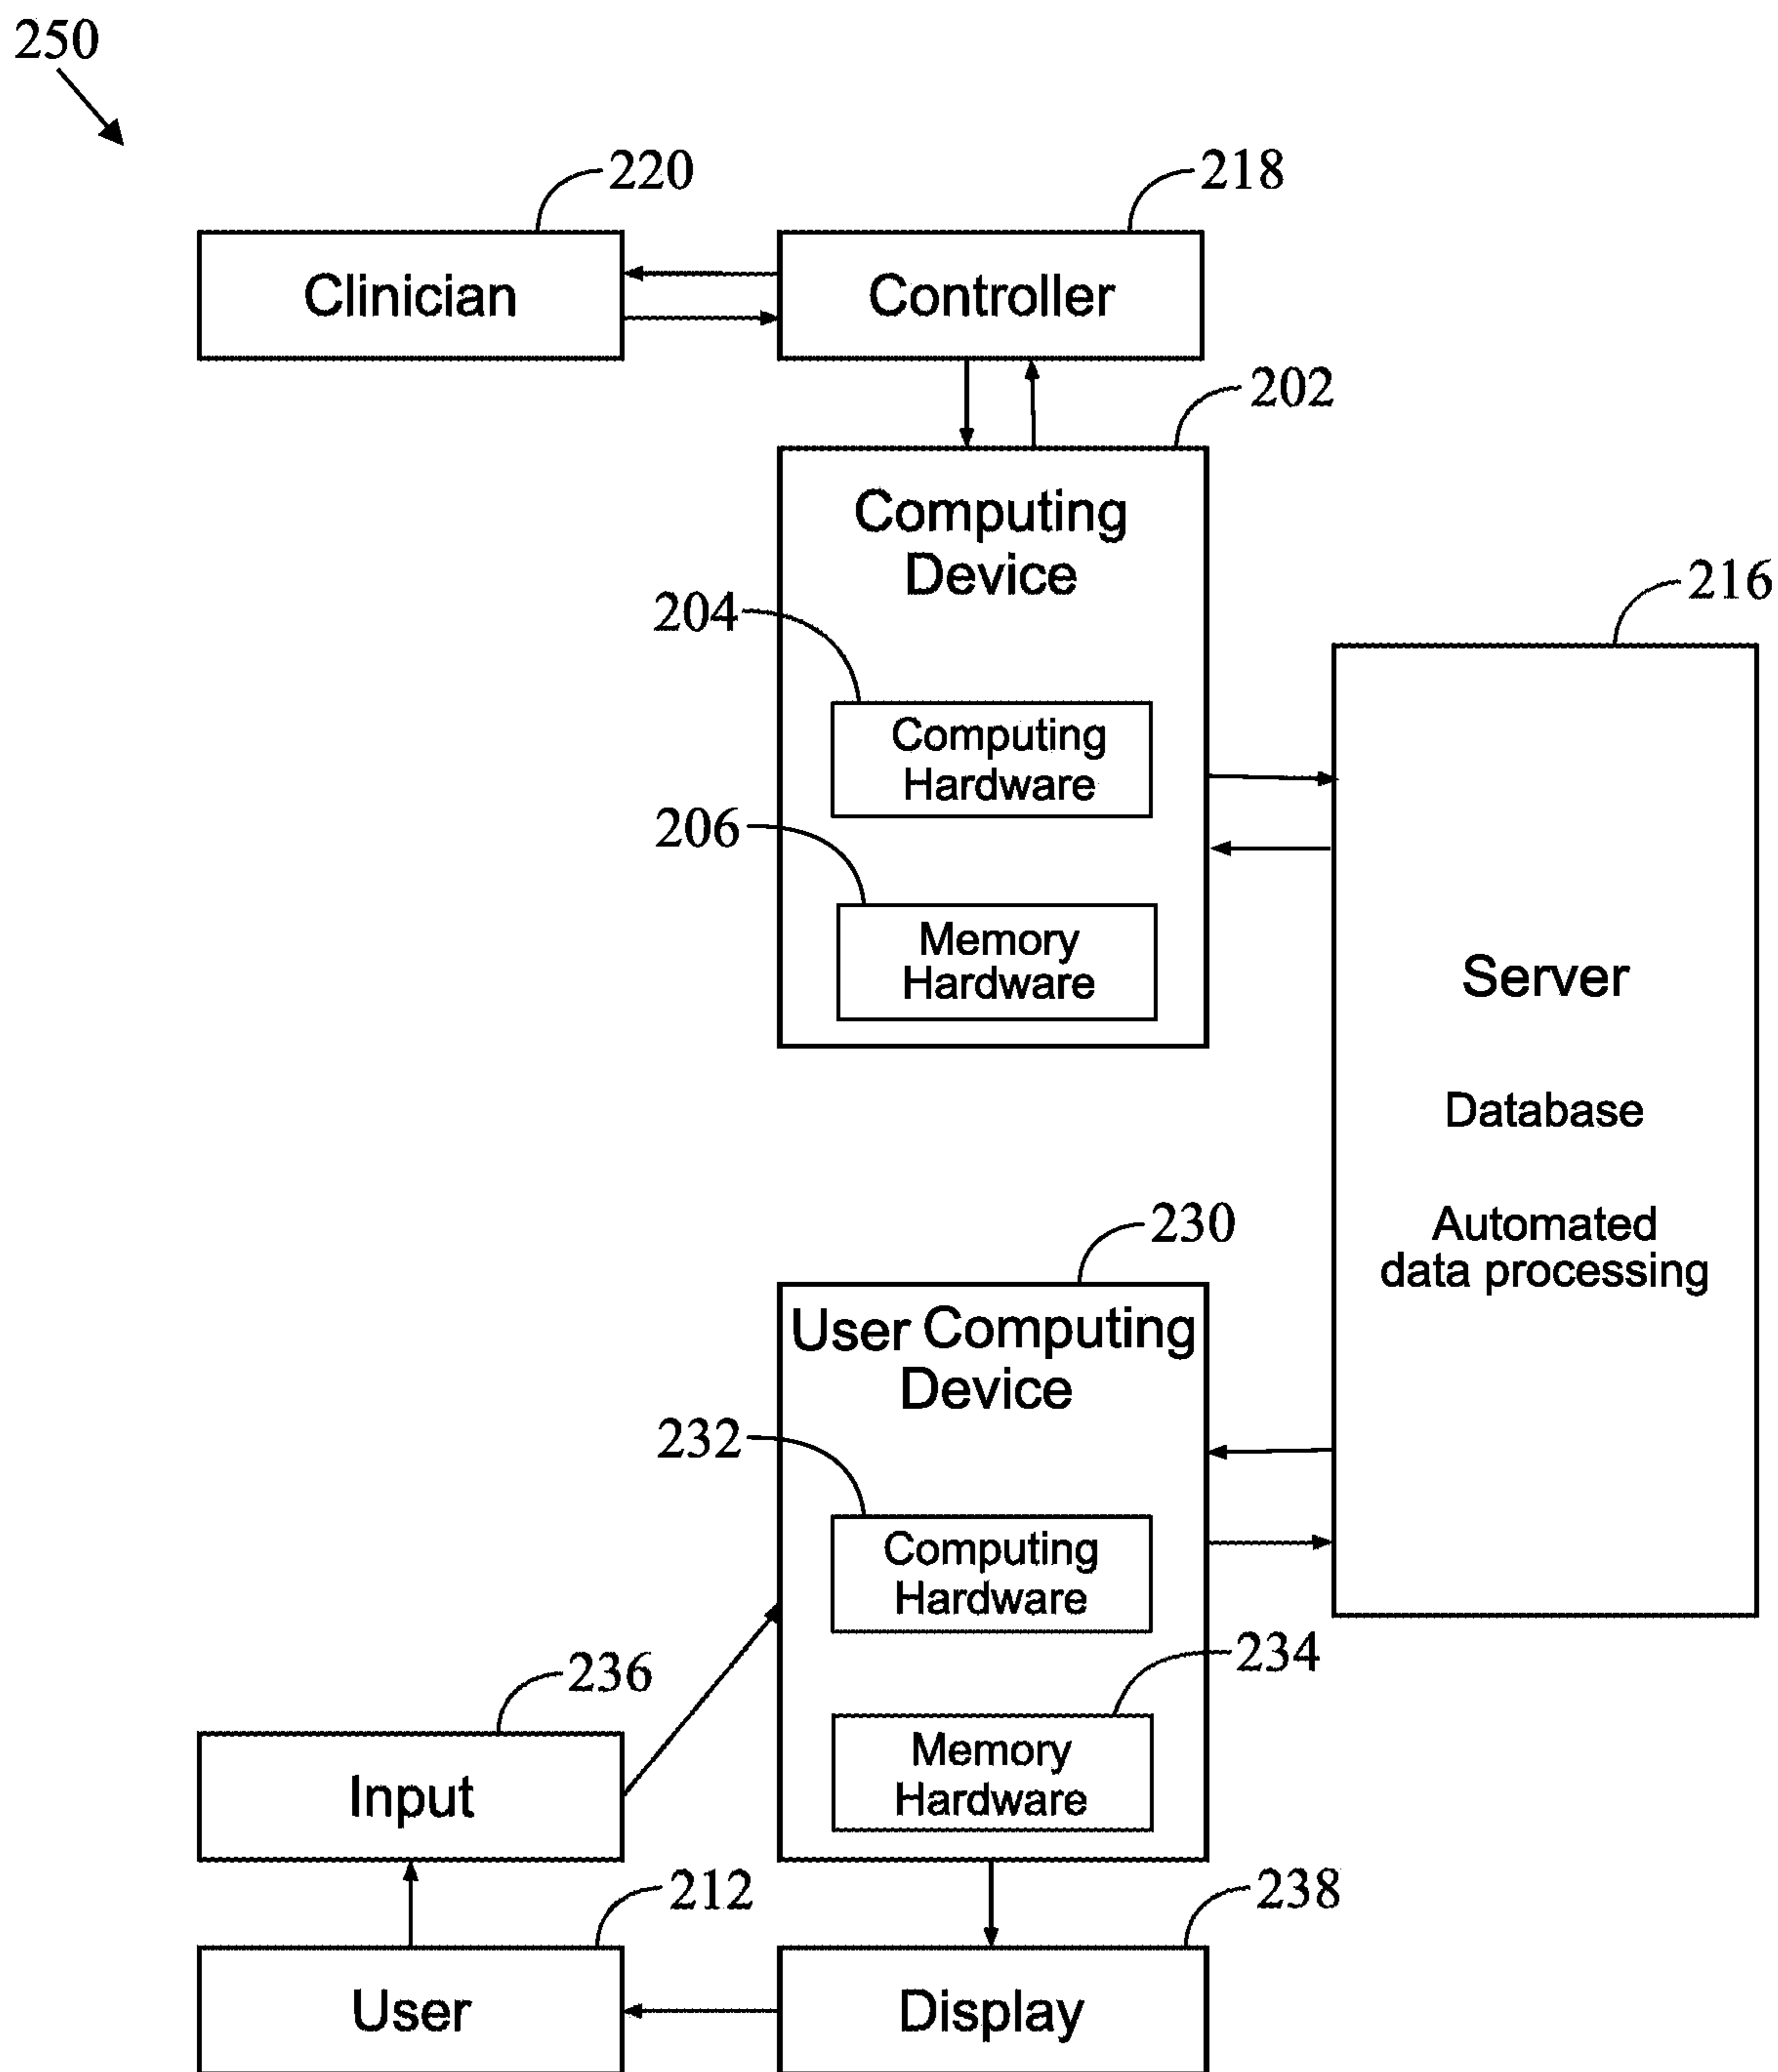 250
220
218
Clinician
Controller
202
Computing
Device
216
204
Computing
Hardware
206
Memory
Hardware
Server
Database
Automated
data processing
230
User Computing
Device
232
Computing
Hardware
234
236
Memory
Hardware
Input
212
238
User
Display